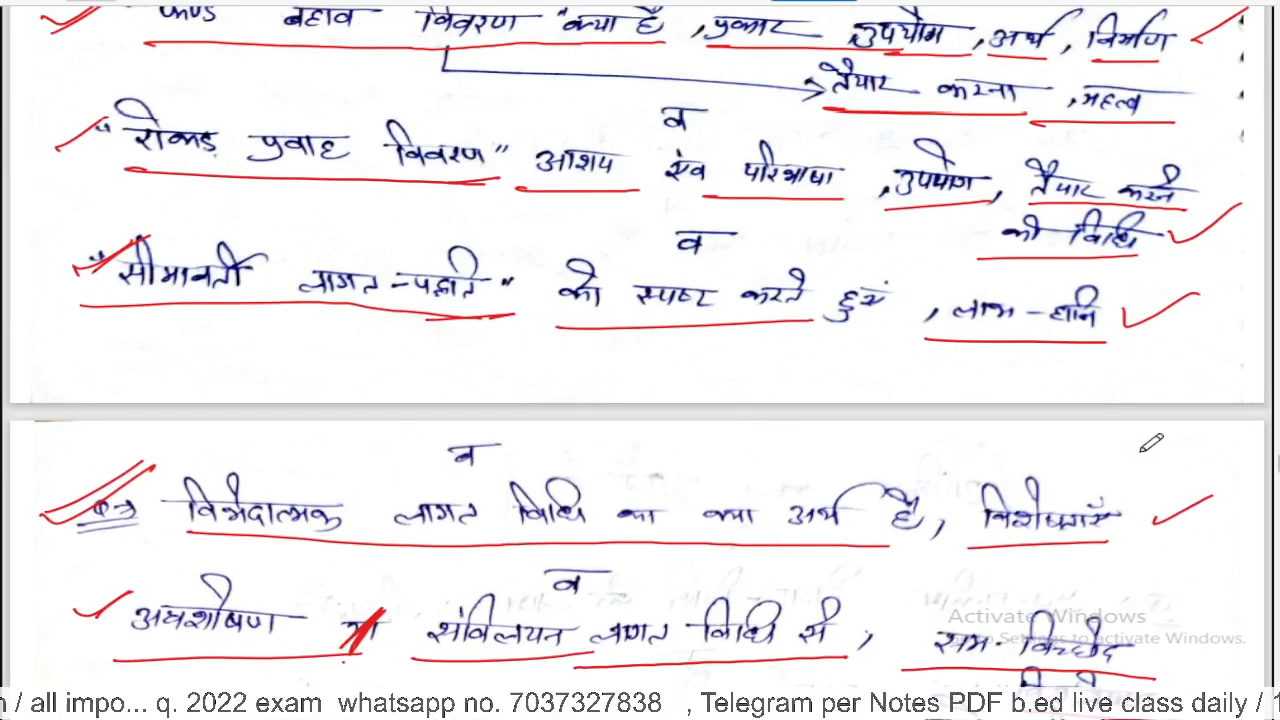 बहाव विवरण "क्या है , प्रकार उपयोग , अर्थ , निर्माण
तैयार करना , महत्व
व
"रोकड़ प्रवाह विवरण" आशय एंव परिभाषा , उपयोग , तैयार करने
की विधि
व
"सीमान्त लागत - पद्धति" को स्पष्ट करते हुयें , लाभ - हानि
व
विभेदात्मक लागत विधि का क्या अर्थ है , विशेषताएँ
व
अवशोषण या संविलयन लागत विधि से , सम - विच्छेद
Activate Windows
Go to Settings to activate Windows.
/ all impo... q. 2022 exam whatsapp no. 7037327838 , Telegram per Notes PDF b.ed live class daily /